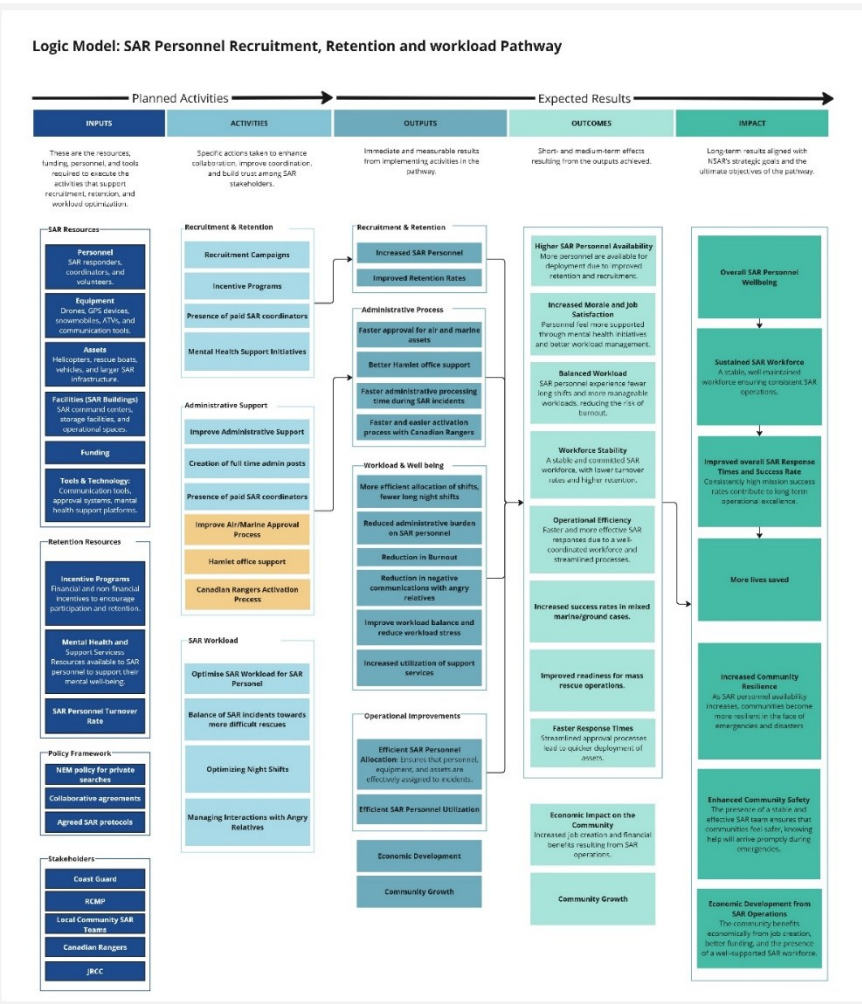 Logic Model: SAR Personnel Recruitment, Retention and workload Pathway
Planned Activities
Expected Results
INPUTS
ACTIVITIES
OUTPUTS
OUTCOMES
IMPACT
These are the resources,
funding, personnel, and tools
required to execute the
activities that support
recruitment, retention, and
workload optimization.
Specific actions taken to enhance
collaboration, improve coordination,
and build trust among SAR
stakeholders.
Immediate and measurable results
from implementing activities in the
pathway.
Short- and medium-term effects
resulting from the outputs achieved.
Long-term results aligned with
NSAR's strategic goals and the
ultimate objectives of the pathway.
SAR Resources
Personnel
SAR responders,
coordinators, and
volunteers.
Equipment
Drones, GPS devices,
snowmobiles, ATVs, and
communication tools.
Assets
Helicopters, rescue boats,
vehicles, and larger SAR
infrastructure.
Facilities (SAR Buildings)
SAR command centers,
storage facilities, and
operational spaces.
Funding
Tools & Technology:
Communication tools,
approval systems, mental
health support platforms.
Retention Resources
Incentive Programs
Financial and non-financial
incentives to encourage
participation and retention.
Mental Health and
Support Servicess
Resources available to SAR
personnel to support their
mental well-being.
SAR Personnel Turnover
Rate
Policy Framework
NEM policy for private
searches
Collaborative agreements
Agreed SAR protocols
Stakeholders
Coast Guard
RCMP
Local Community SAR
Teams
Canadian Rangers
JRCC
Recruitment & Retention
Recruitment Campaigns
Incentive Programs
Presence of paid SAR coordinators
Mental Health Support Initiatives
Administrative Support
Improve Administrative Support
Creation of full time admin posts
Presence of paid SAR coordinators
Improve Air/Marine Approval
Process
Hamlet office support
Canadian Rangers Activation
Process
SAR Workload
Optimise SAR Workload for SAR
Personel
Balance of SAR incidents towards
more difficult rescues
Optimizing Night Shifts
Managing Interactions with Angry
Relatives
Recruitment & Retention
Increased SAR Personnel
Improved Retention Rates
Administrative Process
Faster approval for air and marine
assets
Better Hamlet office support
Faster administrative processing
time during SAR incidents
Faster and easier activation
process with Canadian Rangers
Workload & Well being
More efficient allocation of shifts,
fewer long night shifts
Reduced administrative burden
on SAR personnel
Reduction in Burnout
Reduction in negative
communications with angry
relatives
Improve workload balance and
reduce workload stress
Increased utilization of support
services
Operational Improvements
Efficient SAR Personnel
Allocation: Ensures that personnel,
equipment, and assets are
effectively assigned to incidents.
Efficient SAR Personnel Utilization
Economic Development
Community Growth
Higher SAR Personnel Availability
More personnel are available for
deployment due to improved
retention and recruitment.
Increased Morale and Job
Satisfaction
Personnel feel more supported
through mental health initiatives
and better workload management.
Balanced Workload
SAR personnel experience fewer
long shifts and more manageable
workloads, reducing the risk of
burnout.
Workforce Stability
A stable and committed SAR
workforce, with lower turnover
rates and higher retention.
Operational Efficiency
Faster and more effective SAR
responses due to a well-
coordinated workforce and
streamlined processes.
Increased success rates in mixed
marine/ground cases.
Improved readiness for mass
rescue operations.
Faster Response Times
Streamlined approval processes
lead to quicker deployment of
assets.
Economic Impact on the
Community
Increased job creation and financial
benefits resulting from SAR
operations.
Community Growth
Overall SAR Personnel
Wellbeing
Sustained SAR Workforce
A stable, well maintained
workforce ensuring consistent SAR
operations.
Improved overall SAR Response
Times and Success Rate
Consistently high mission success
rates contribute to long term
operational excellence.
More lives saved
Increased Community
Resilience
As SAR personnel availability
increases, communities become
more resilient in the face of
emergencies and disasters
Enhanced Community Safety
The presence of a stable and
effective SAR team ensures that
communities feel safer, knowing
help will arrive promptly during
emergencies.
Economic Development from
SAR Operations
The community benefits
economically from job creation,
better funding, and the presence
of a well-supported SAR workforce.